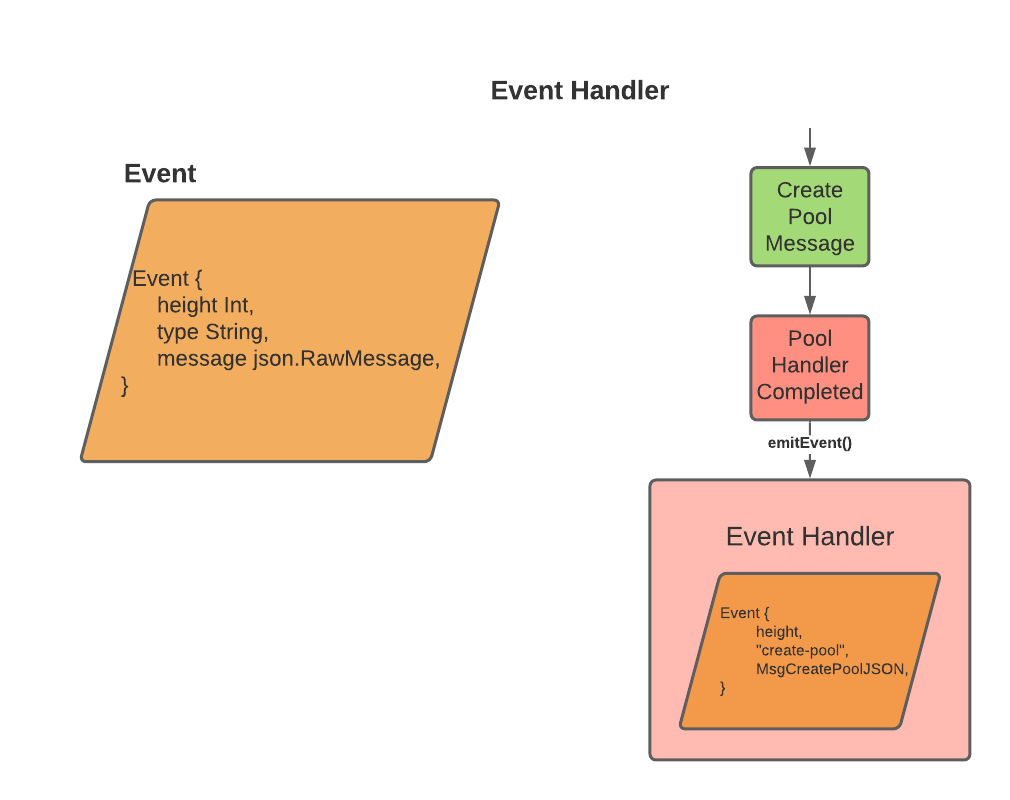 Event Handler
Event
Event {
height Int,
type String,
message json.RawMessage,
}
Create
Pool
Message
Pool
Handler
Completed
emitEvent()
Event Handler
Event {
height,
"create-pool",
MsgCreatePoolJSON,
}